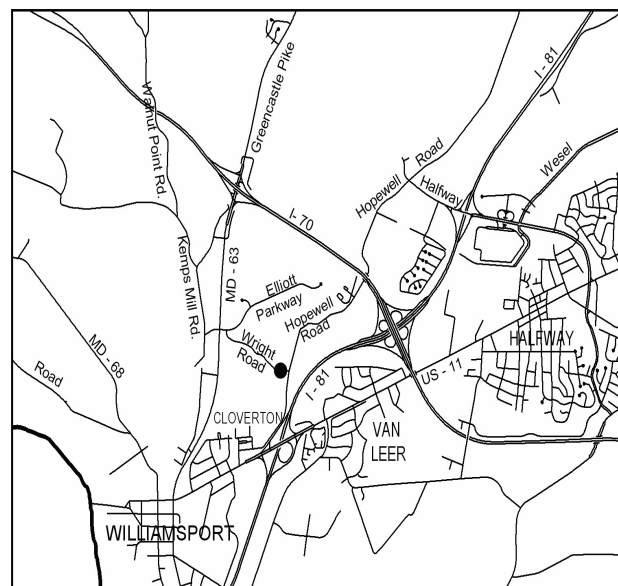 I - 81
Greencastle Pike
Walnut Point Rd.
Wesel
Hopewell Road
Halfway
I - 70
Kemps Mill Rd.
MD - 63
Elliott
Parkway
Hopewell
Road
MD - 68
Wright
Road
HALFWAY
Road
I - 81
US - 11
CLOVERTON
VAN
LEER
WILLIAMSPORT